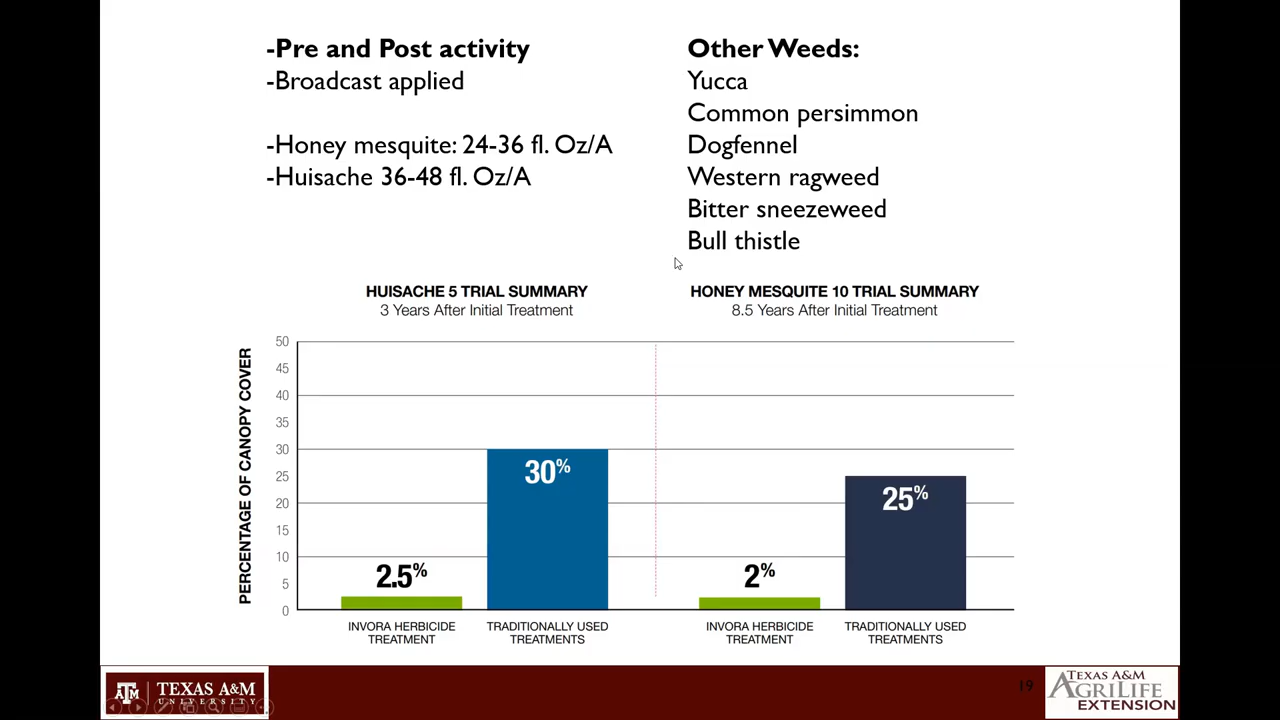 -Pre and Post activity
-Broadcast applied
-Honey mesquite: 24-36 fl. Oz/A
-Huisache 36-48 fl. Oz/A
Other Weeds:
Yucca
Common persimmon
Dogfennel
Western ragweed
Bitter sneezeweed
Bull thistle
HUISACHE 5 TRIAL SUMMARY
3 Years After Initial Treatment
HONEY MESQUITE 10 TRIAL SUMMARY
8.5 Years After Initial Treatment
PERCENTAGE OF CANOPY COVER
50
45
40
35
30
25
20
15
10
5
0
2.5%
30%
2%
25%
INVORA HERBICIDE
TREATMENT
TRADITIONALLY USED
TREATMENTS
INVORA HERBICIDE
TREATMENT
TRADITIONALLY USED
TREATMENTS
ATM
TEXAS A&M
UNIVERSITY
19
TEXAS A&M
AGRILIFE
EXTENSION